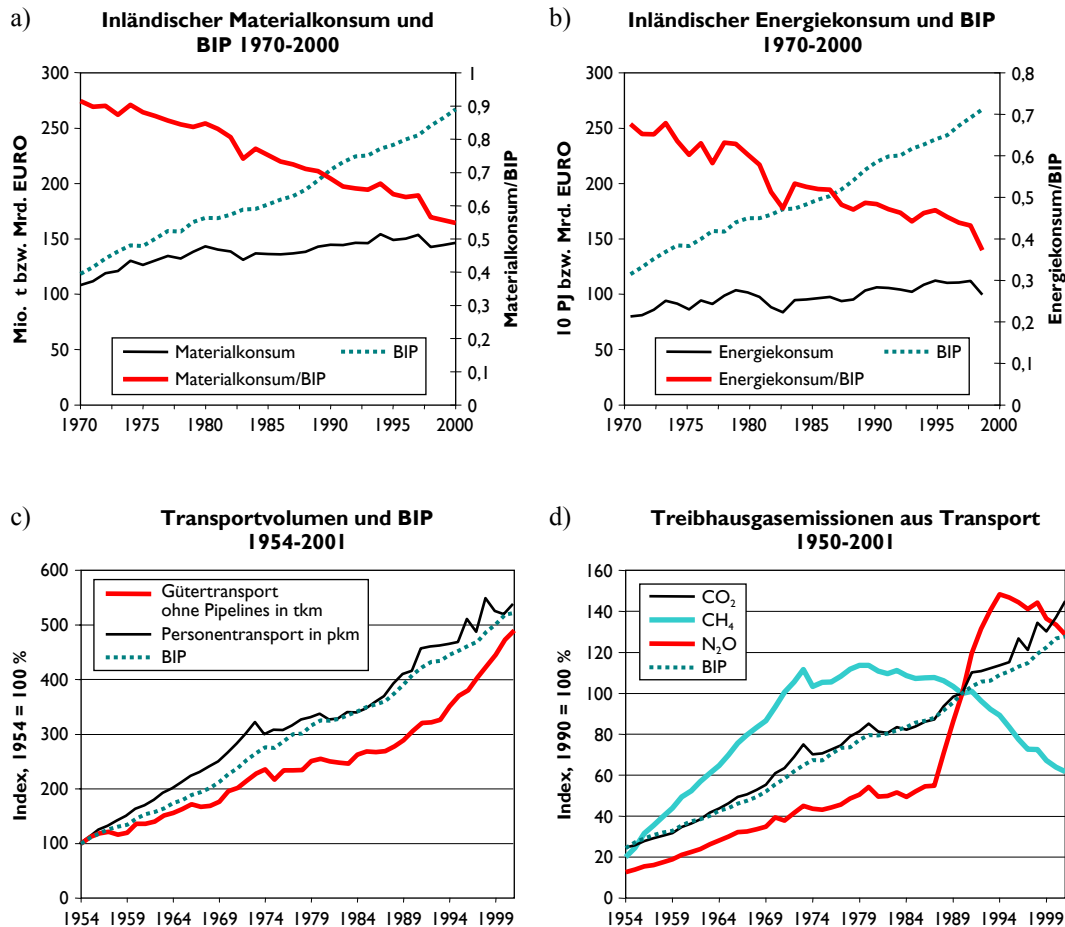 a)
Inländischer Materialkonsum und
BIP 1970-2000
Mio. t bzw. Mrd. EURO
300
250
200
150
100
50
0
1
0,9
0,8
0,7
0,6
0,5
0,4
0,3
0,2
0,1
0
Materialkonsum/BIP
Materialkonsum
BIP
Materialkonsum/BIP
1970 1975 1980 1985 1990 1995 2000
b)
Inländischer Energiekonsum und BIP
1970-2000
10 PJ bzw. Mrd. EURO
300
250
200
150
100
50
0
0,8
0,7
0,6
0,5
0,4
0,3
0,2
0,1
0
Energiekonsum/BIP
Energiekonsum
BIP
Energiekonsum/BIP
1970 1975 1980 1985 1990 1995 2000
c)
Transportvolumen und BIP
1954-2001
Index, 1954 = 100 %
600
500
400
300
200
100
0
Gütertransport
ohne Pipelines in tkm
Personentransport in pkm
BIP
1954 1959 1964 1969 1974 1979 1984 1989 1994 1999
d)
Treibhausgasemissionen aus Transport
1950-2001
Index, 1990 = 100 %
160
140
120
100
80
60
40
20
0
CO₂
CH₄
N₂O
BIP
1954 1959 1964 1969 1974 1979 1984 1989 1994 1999